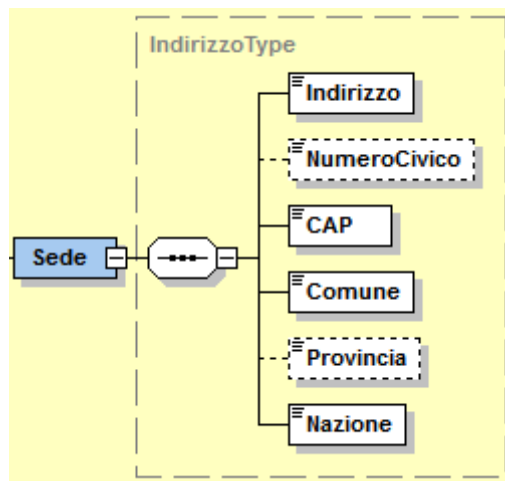 IndirizzoType
Indirizzo
NumeroCivico
CAP
Sede
Comune
Provincia
Nazione